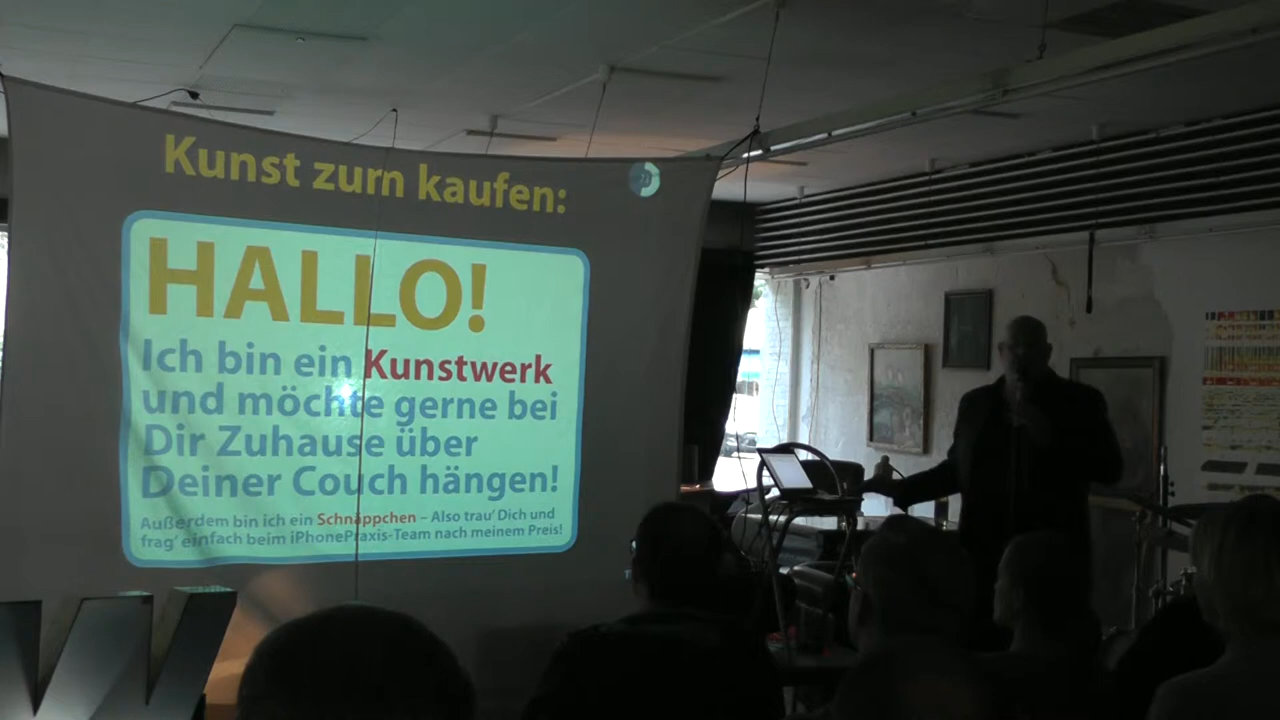 Kunst zum kaufen:
HALLO!
Ich bin ein Kunstwerk
und möchte gerne bei
Dir Zuhause über
Deiner Couch hängen!
Außerdem bin ich ein Schnäppchen – Also trau' Dich und
frag' einfach beim iPhonePraxis-Team nach meinem Preis!
W